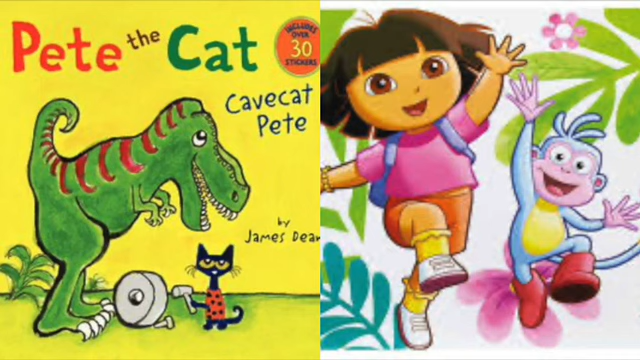 Pete the Cat
INCLUDES
OVER
30
STICKERS
Cavecat
Pete
by
James Dean